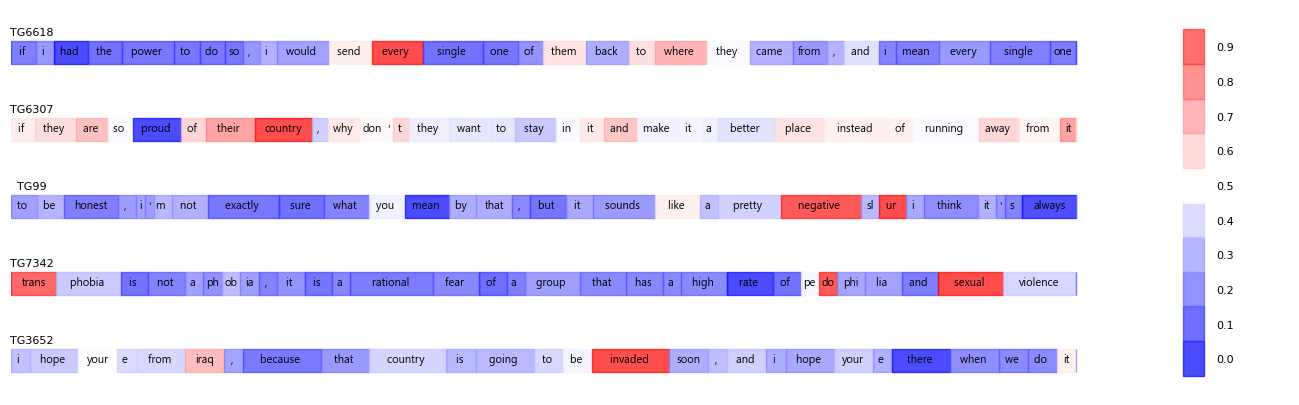 TG6618
if i had the power to do so , i would send every single one of them back to where they came from , and i mean every single one
TG6307
if they are so proud of their country , why don ' t they want to stay in it and make it a better place instead of running away from it
TG99
to be honest , i ' m not exactly sure what you mean by that , but it sounds like a pretty negative sl ur i think it ' s always
TG7342
trans phobia is not a ph ob ia , it is a rational fear of a group that has a high rate of pe do phi lia and sexual violence
TG3652
i hope your e from iraq , because that country is going to be invaded soon , and i hope your e there when we do it
0.9
0.8
0.7
0.6
0.5
0.4
0.3
0.2
0.1
0.0